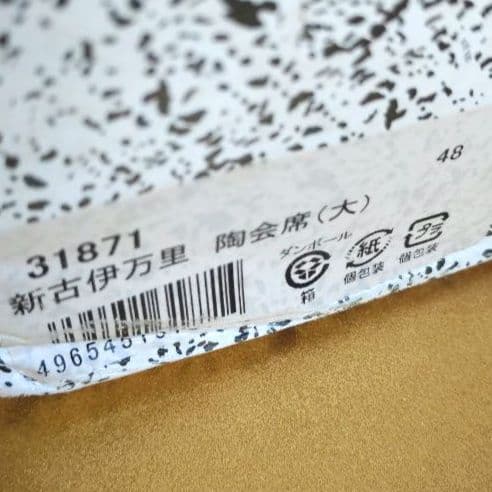 48
31871
新古伊万里 陶会席(大)
ダンボール
紙
プラ
箱
個包装
個包装
4965451